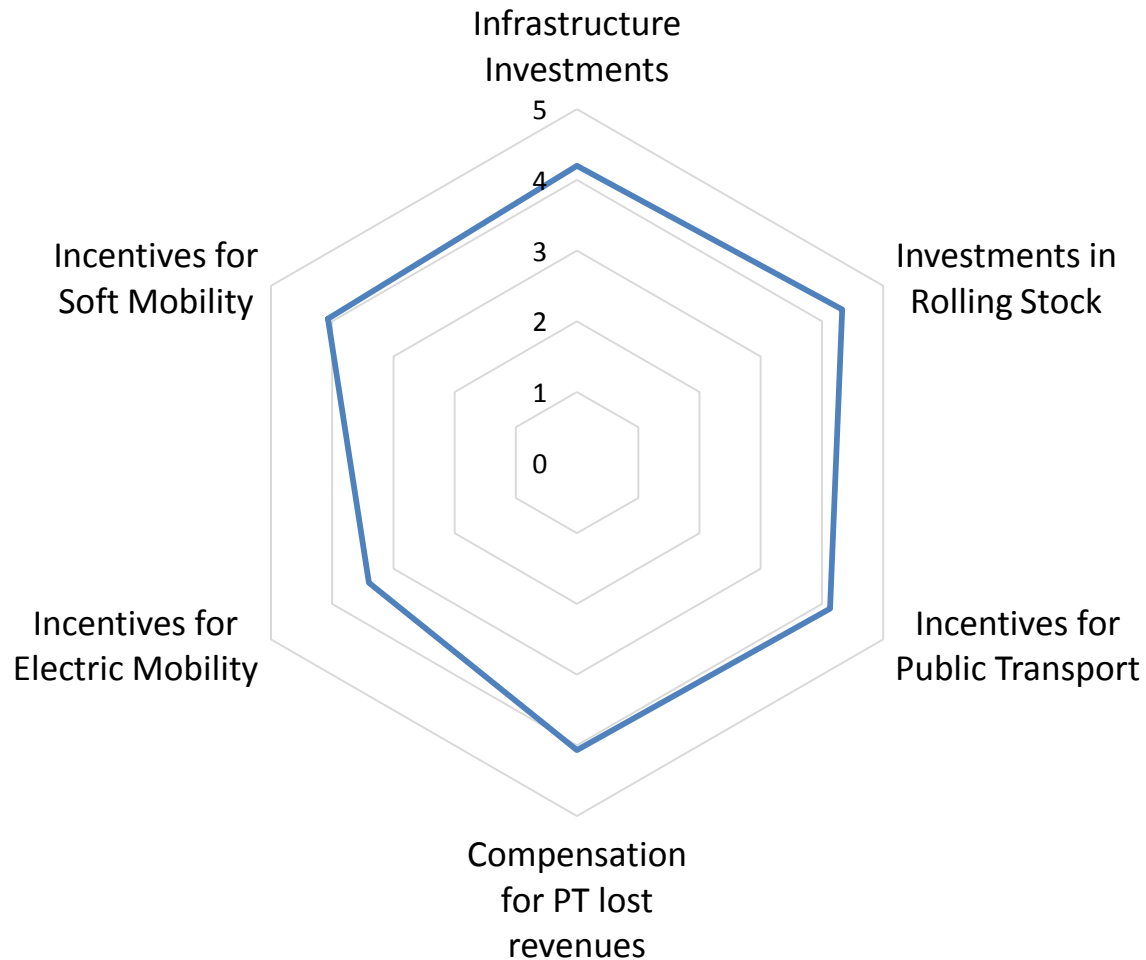 Infrastructure
Investments
5
4
3
2
1
0
Investments in
Rolling Stock
Incentives for
Public Transport
Compensation
for PT lost
revenues
Incentives for
Electric Mobility
Incentives for
Soft Mobility